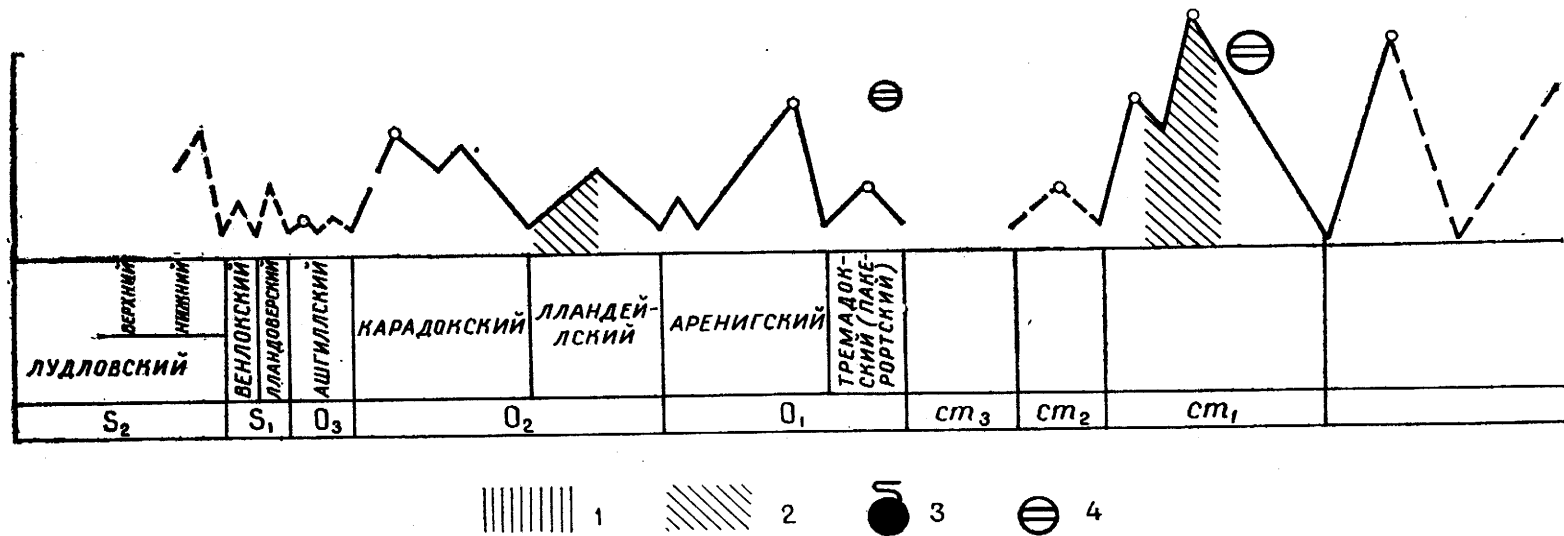 ВЕРХНИЙ
НИЖНИЙ
ЛУДЛОВСКИЙ
ВЕНЛОКСКИЙ
ЛЛАНДОВЕРСКИЙ
АШГИЛЛСКИЙ
КАРАДОКСКИЙ
ЛЛАНДЕЙ-
ЛСКИЙ
АРЕНИГСКИЙ
ТРЕМАДОК-
СКИЙ (ПАКЕ-
РОРТСКИЙ)
S₂ S₁ O₃ O₂ O₁ cm₃ cm₂ cm₁
1 2 3 4